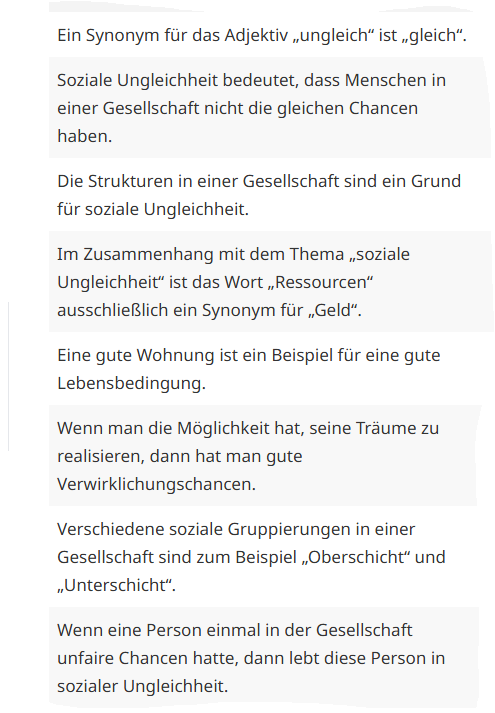 Ein Synonym für das Adjektiv „ungleich“ ist „gleich“.
Soziale Ungleichheit bedeutet, dass Menschen in
einer Gesellschaft nicht die gleichen Chancen
haben.
Die Strukturen in einer Gesellschaft sind ein Grund
für soziale Ungleichheit.
Im Zusammenhang mit dem Thema „soziale
Ungleichheit“ ist das Wort „Ressourcen“
ausschließlich ein Synonym für „Geld“.
Eine gute Wohnung ist ein Beispiel für eine gute
Lebensbedingung.
Wenn man die Möglichkeit hat, seine Träume zu
realisieren, dann hat man gute
Verwirklichungschancen.
Verschiedene soziale Gruppierungen in einer
Gesellschaft sind zum Beispiel „Oberschicht“ und
„Unterschicht“.
Wenn eine Person einmal in der Gesellschaft
unfaire Chancen hatte, dann lebt diese Person in
sozialer Ungleichheit.